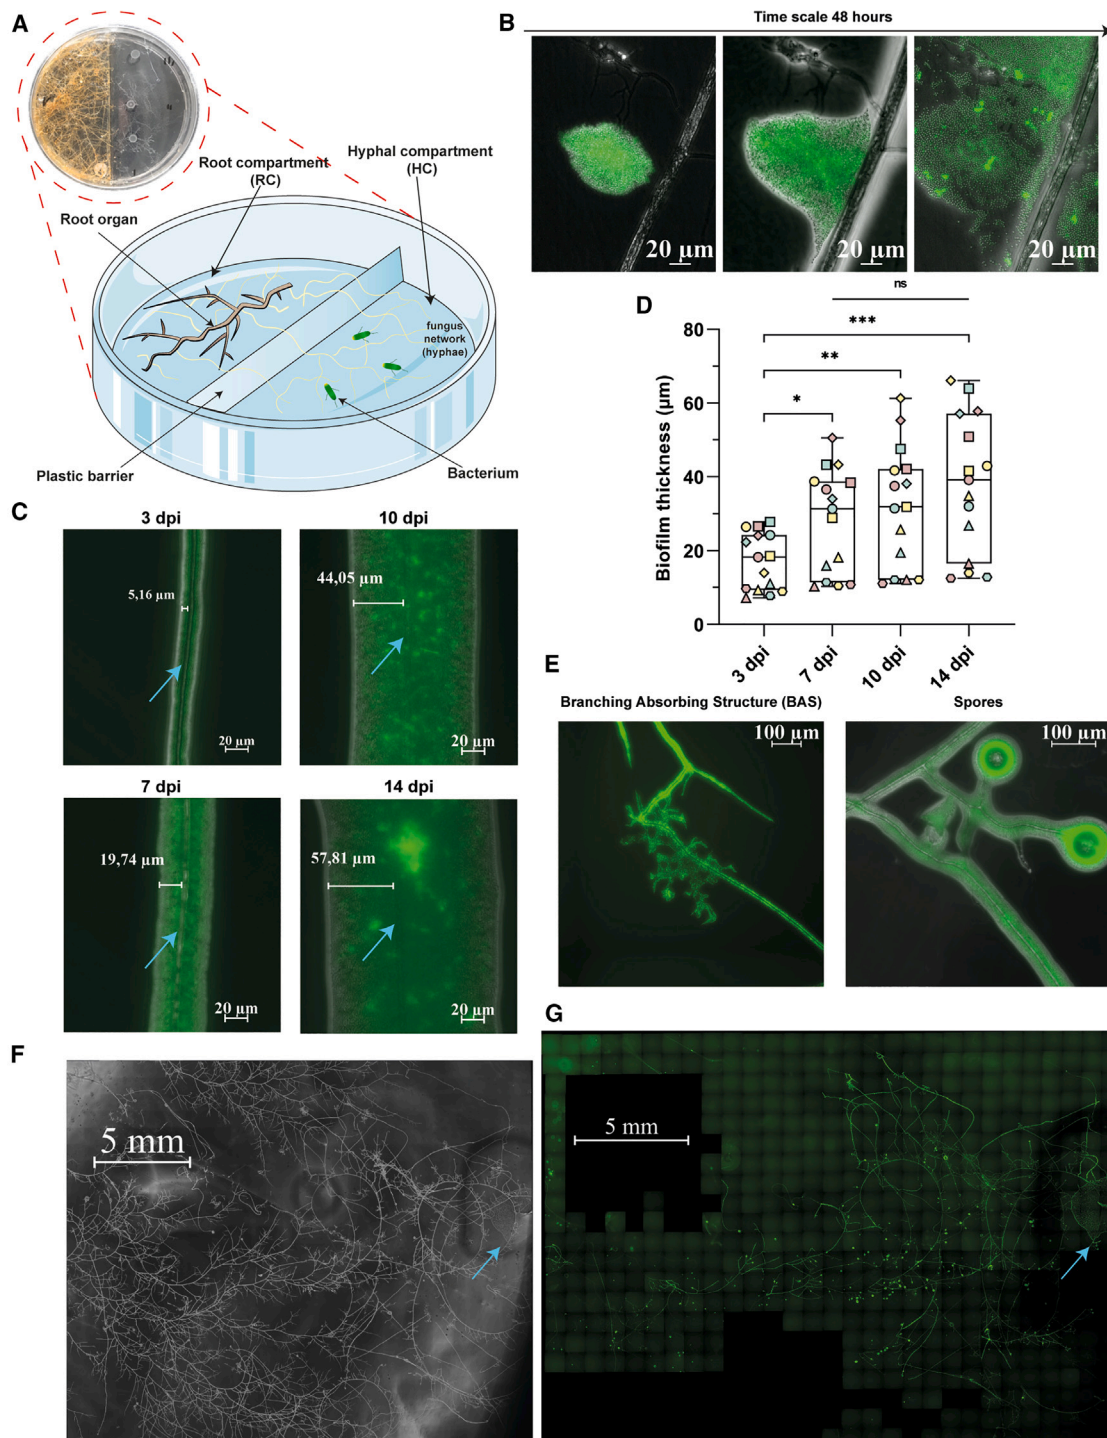 A
Root compartment
(RC)
Hyphal compartment
(HC)
Root organ
fungus
network
(hyphae)
Plastic barrier
Bacterium
B
Time scale 48 hours
20 µm
20 µm
20 µm
C
3 dpi
5,16 µm
20 µm
10 dpi
44,05 µm
20 µm
7 dpi
19,74 µm
20 µm
14 dpi
57,81 µm
20 µm
D
ns
***
**
*
Biofilm thickness (µm)
80
60
40
20
0
3 dpi
7 dpi
10 dpi
14 dpi
E
Branching Absorbing Structure (BAS)
100 µm
Spores
100 µm
F
5 mm
G
5 mm